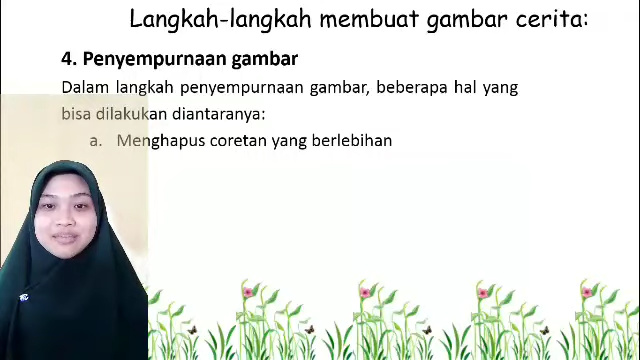 Langkah-langkah membuat gambar cerita:
4. Penyempurnaan gambar
Dalam langkah penyempurnaan gambar, beberapa hal yang
bisa dilakukan diantaranya:
a. Menghapus coretan yang berlebihan